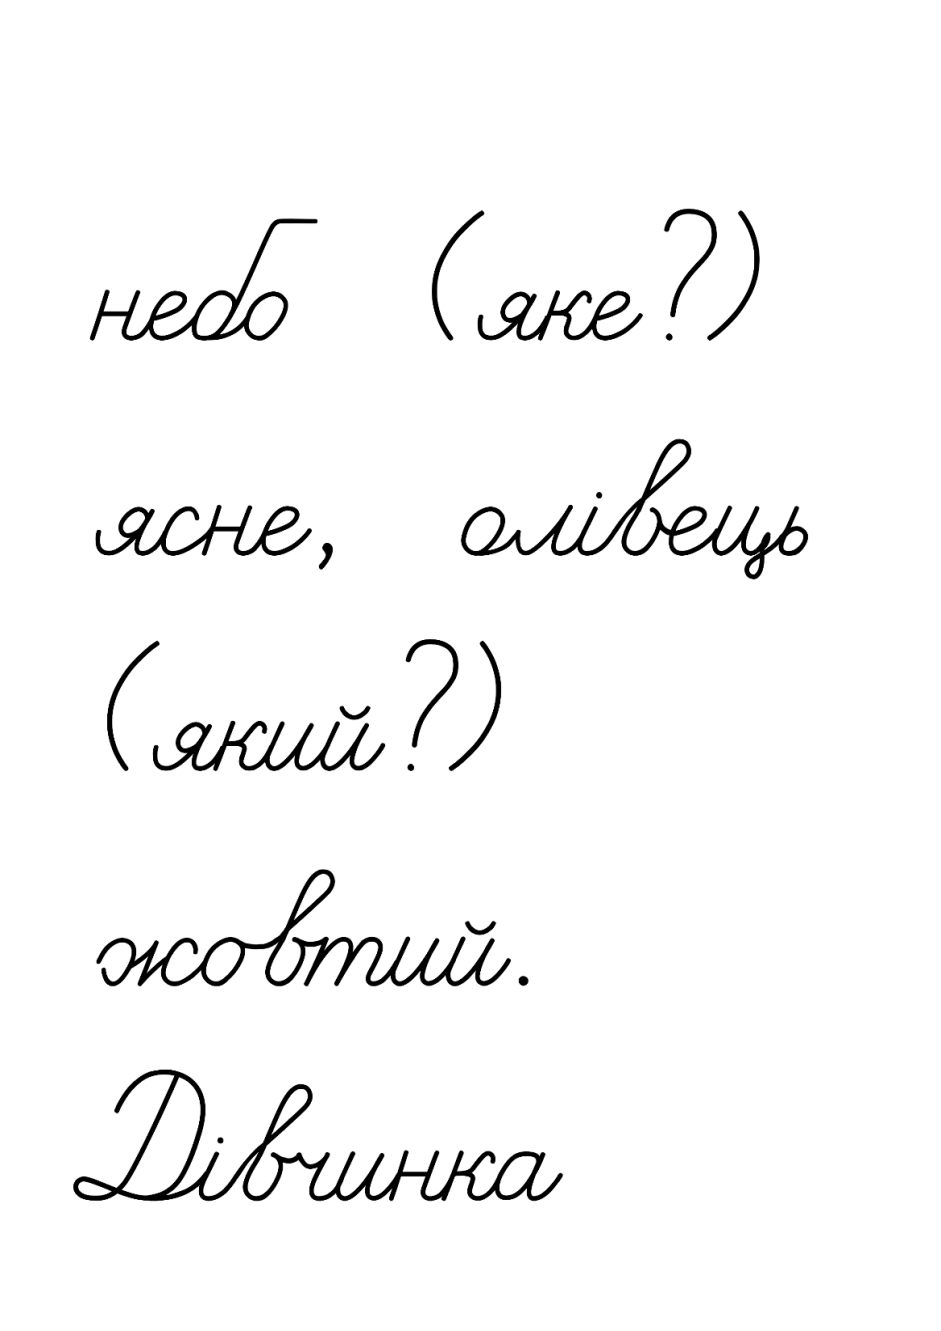 небо (яке?)
ясне, олівець
(який?)
жовтий.
Дівчинка